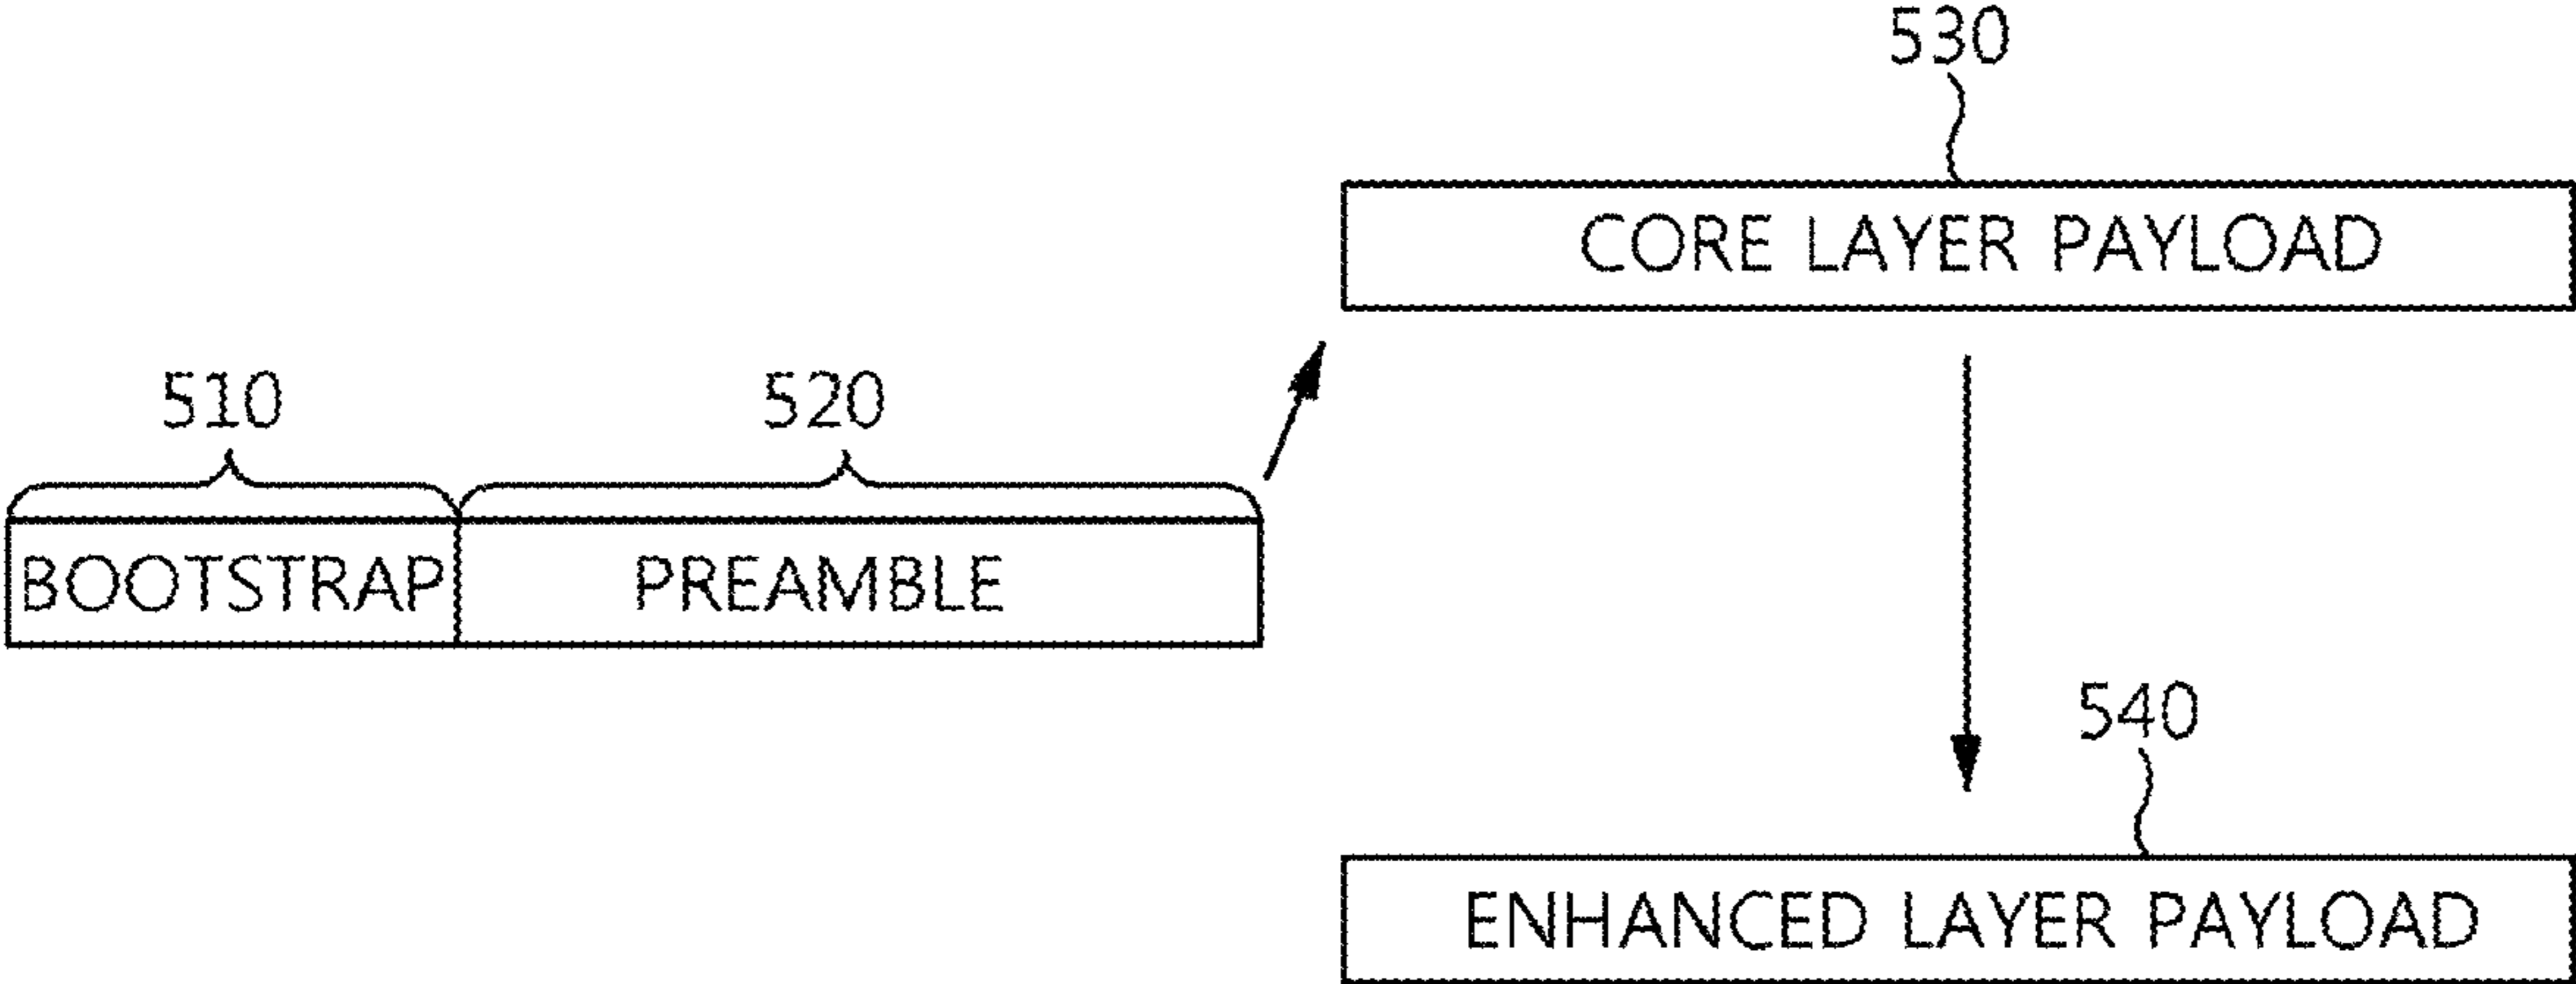 530
CORE LAYER PAYLOAD
510 520
BOOTSTRAP PREAMBLE
540
ENHANCED LAYER PAYLOAD